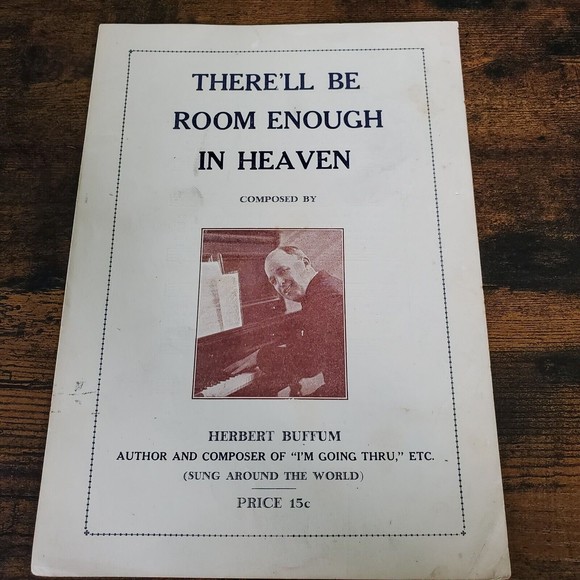 THERE'LL BE
ROOM ENOUGH
IN HEAVEN
COMPOSED BY
HERBERT BUFFUM
AUTHOR AND COMPOSER OF "I'M GOING THRU," ETC.
(SUNG AROUND THE WORLD)
PRICE 15c